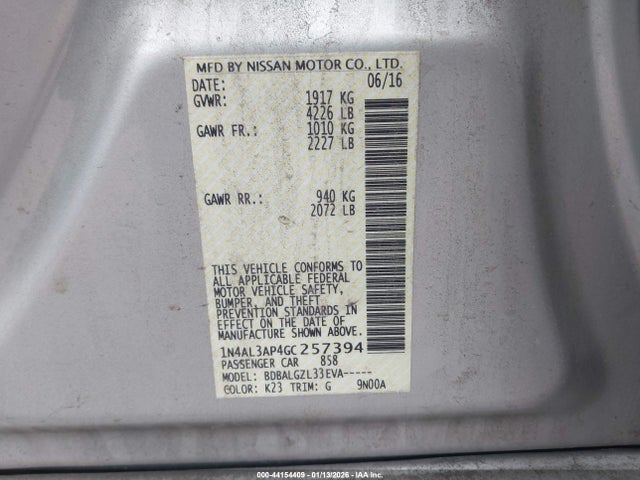 MFD BY NISSAN MOTOR CO., LTD.
DATE: 06/16
GVWR: 1917 KG
4226 LB
GAWR FR.: 1010 KG
2227 LB
GAWR RR.: 940 KG
2072 LB
THIS VEHICLE CONFORMS TO
ALL APPLICABLE FEDERAL
MOTOR VEHICLE SAFETY,
BUMPER, AND THEFT
PREVENTION STANDARDS IN
EFFECT ON THE DATE OF
MANUFACTURE SHOWN ABOVE.
1N4AL3AP4GC257394
PASSENGER CAR 858
MODEL: BDBALGZL33EVA-----
COLOR: K23 TRIM: G 9N00A
000-44154409 - 01/13/2026 - IAAI.com